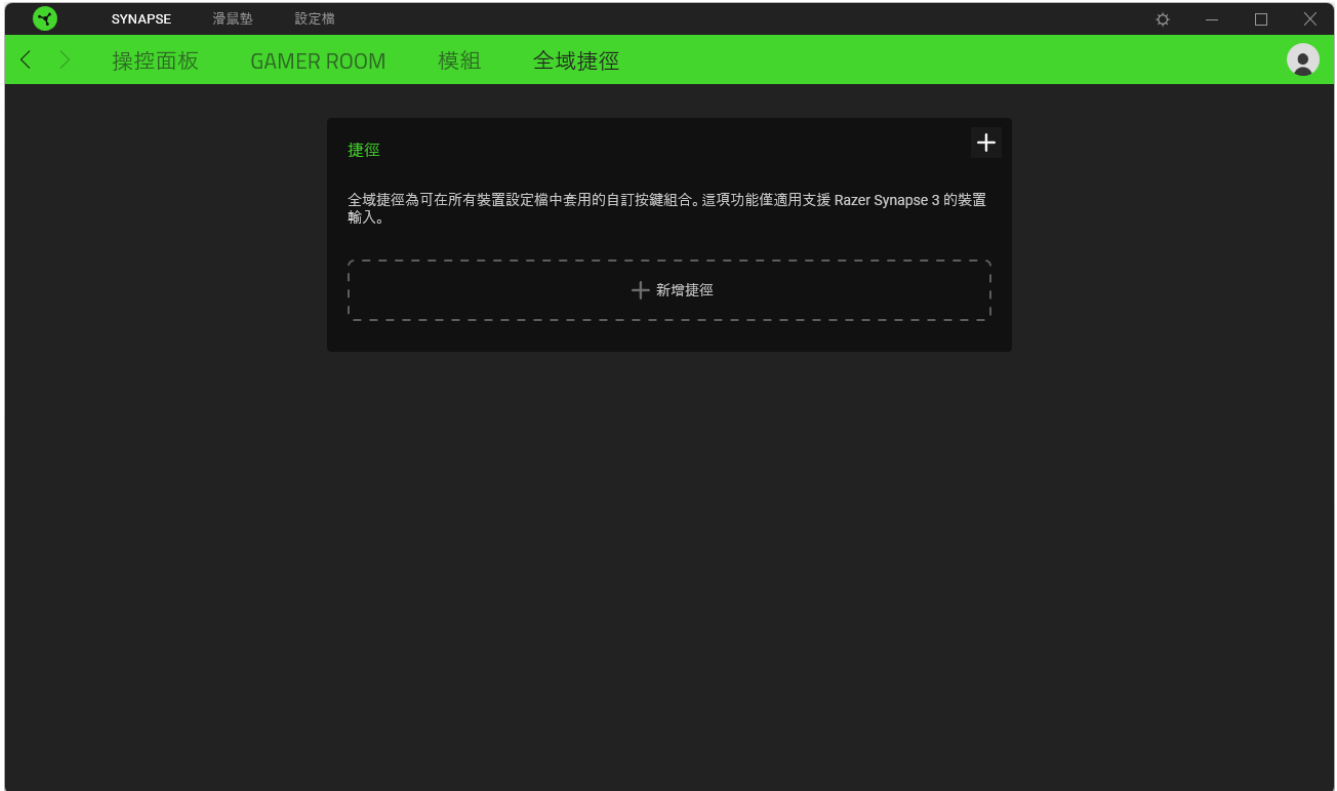 SYNAPSE 滑鼠墊 設定檔
操控面板 GAMER ROOM 模組 全域捷徑
捷徑
全域捷徑為可在所有裝置設定檔中套用的自訂按鍵組合。這項功能僅適用支援 Razer Synapse 3 的裝置
輸入。
新增捷徑